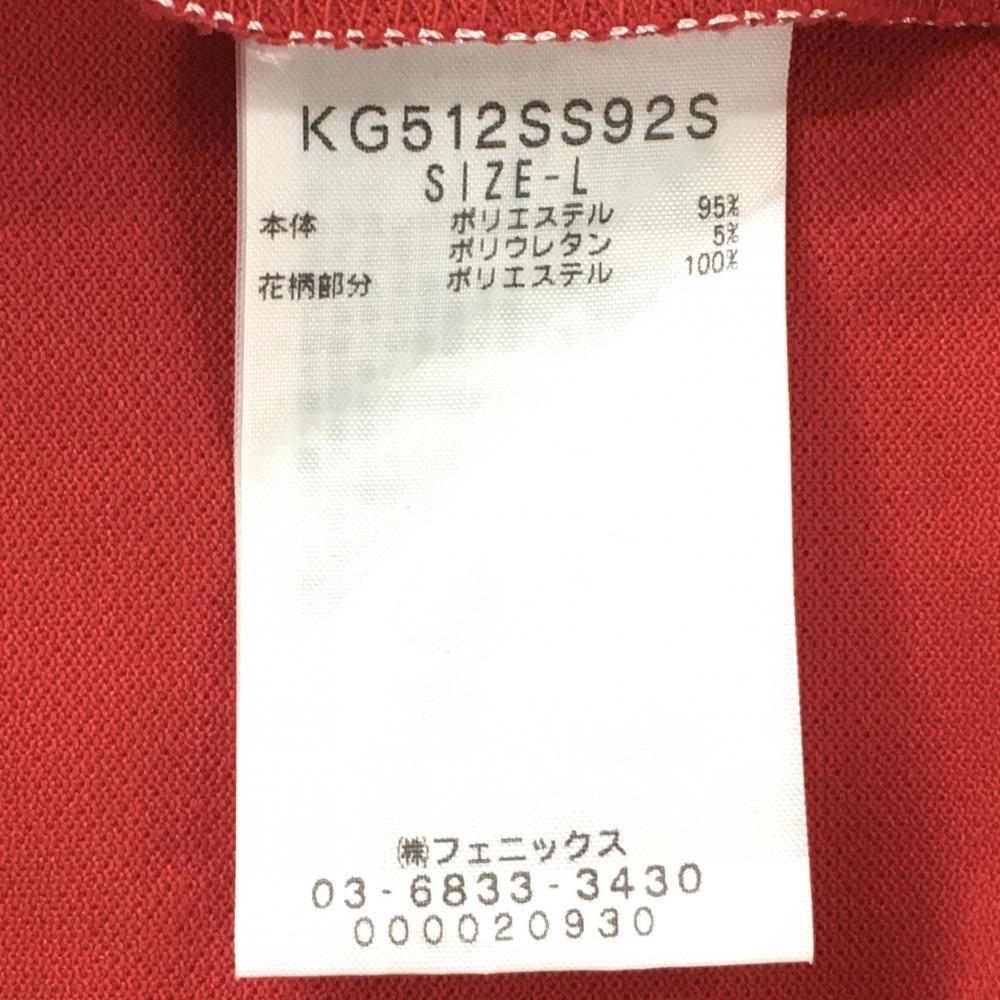 KG512SS92S
SIZE-L
本体 ポリエステル 95%
ポリウレタン 5%
花柄部分 ポリエステル 100%
㈱フェニックス
03-6833-3430
000020930